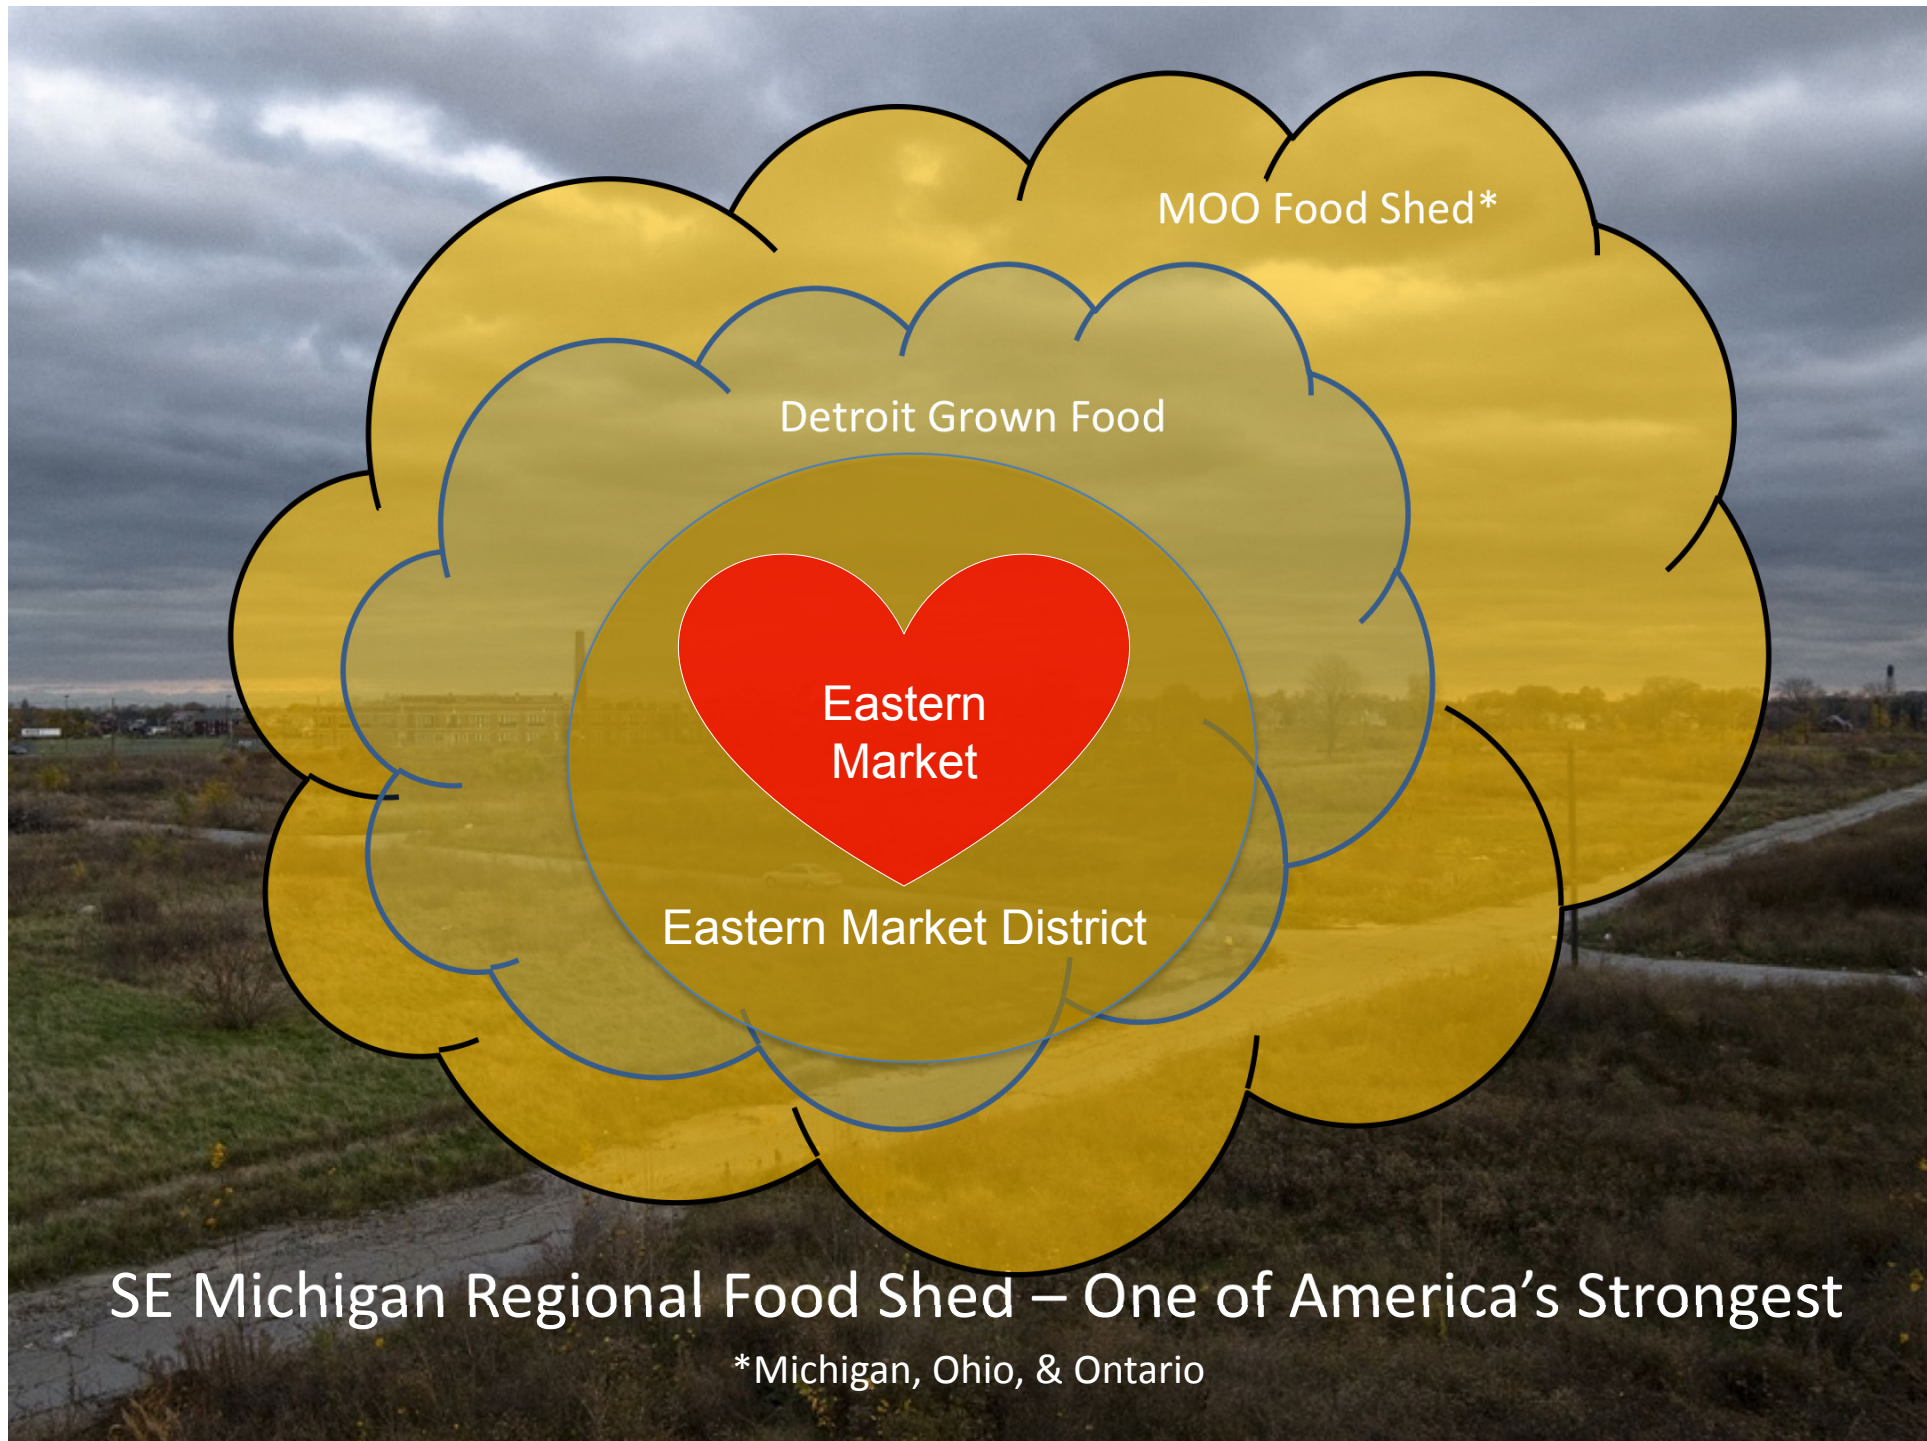 MOO Food Shed*
Detroit Grown Food
Eastern
Market
Eastern Market District
SE Michigan Regional Food Shed – One of America’s Strongest
*Michigan, Ohio, & Ontario